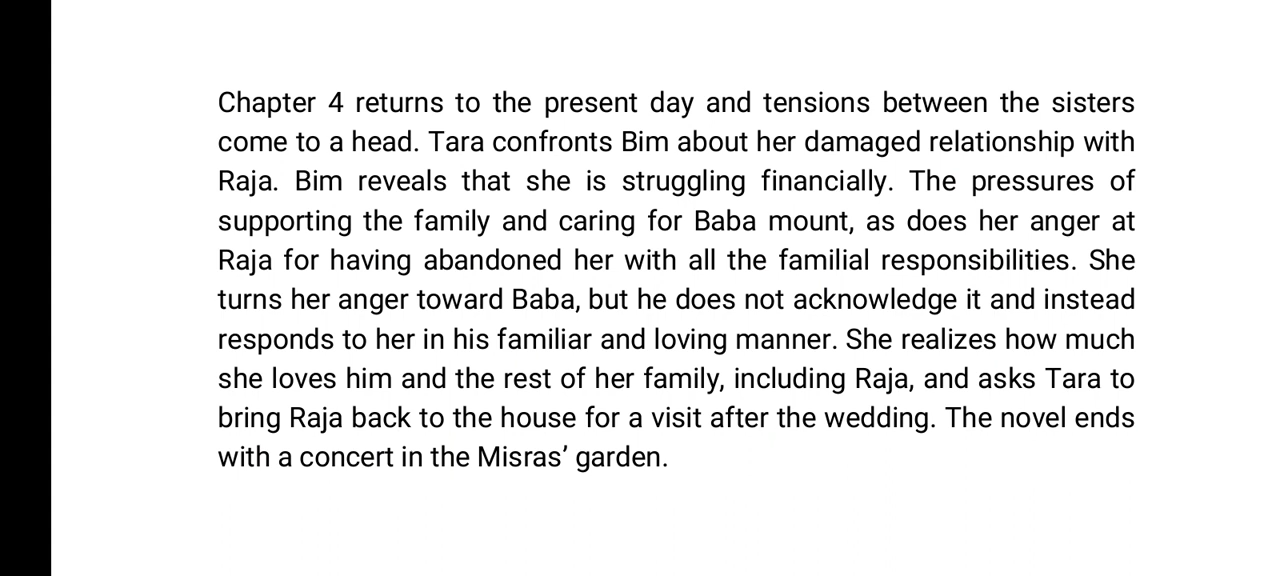 Chapter 4 returns to the present day and tensions between the sisters
come to a head. Tara confronts Bim about her damaged relationship with
Raja. Bim reveals that she is struggling financially. The pressures of
supporting the family and caring for Baba mount, as does her anger at
Raja for having abandoned her with all the familial responsibilities. She
turns her anger toward Baba, but he does not acknowledge it and instead
responds to her in his familiar and loving manner. She realizes how much
she loves him and the rest of her family, including Raja, and asks Tara to
bring Raja back to the house for a visit after the wedding. The novel ends
with a concert in the Misras’ garden.